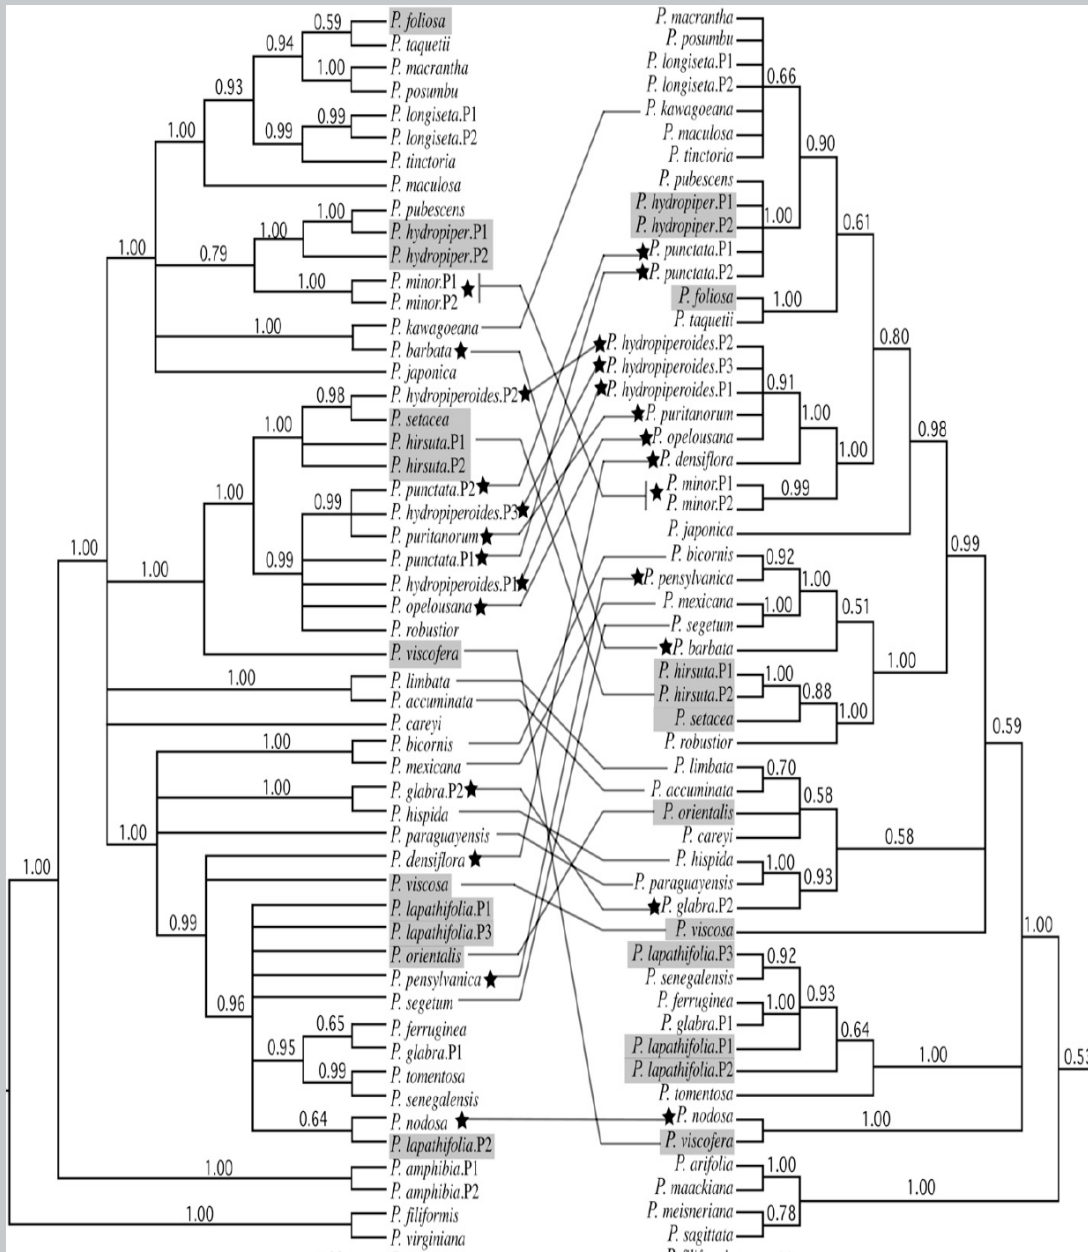 P. foliosa
P. taquetii
P. macrantha
P. posumbu
P. longiseta.P1
P. longiseta.P2
P. tinctoria
P. maculosa
P. pubescens
P. hydropiper.P1
P. hydropiper.P2
P. minor.P1
P. minor.P2
P. kawagoeana
P. barbata
P. japonica
P. hydropiperoides.P2
P. setacea
P. hirsuta.P1
P. hirsuta.P2
P. punctata.P2
P. hydropiperoides.P3
P. puritanorum
P. punctata.P1
P. hydropiperoides.P1
P. opelousana
P. robustior
P. viscofera
P. limbata
P. accuminata
P. careyi
P. bicornis
P. mexicana
P. glabra.P2
P. hispida
P. paraguayensis
P. densiflora
P. viscosa
P. lapathifolia.P1
P. lapathifolia.P3
P. orientalis
P. pensylvanica
P. segetum
P. ferruginea
P. glabra.P1
P. tomentosa
P. senegalensis
P. nodosa
P. lapathifolia.P2
P. amphibia.P1
P. amphibia.P2
P. filiformis
P. virginiana
0.59
0.94
1.00
0.93
0.99
0.99
1.00
1.00
1.00
1.00
0.79
1.00
1.00
0.98
1.00
1.00
0.99
0.99
1.00
1.00
1.00
1.00
1.00
1.00
1.00
0.99
0.96
0.65
0.95
0.99
0.64
1.00
1.00
1.00
P. macrantha
P. posumbu
P. longiseta.P1
P. longiseta.P2
P. kawagoeana
P. maculosa
P. tinctoria
P. pubescens
P. hydropiper.P1
P. hydropiper.P2
P. punctata.P1
P. punctata.P2
P. foliosa
P. taquetii
P. hydropiperoides.P2
P. hydropiperoides.P3
P. hydropiperoides.P1
P. puritanorum
P. opelousana
P. densiflora
P. minor.P1
P. minor.P2
P. japonica
P. bicornis
P. pensylvanica
P. mexicana
P. segetum
P. barbata
P. hirsuta.P1
P. hirsuta.P2
P. setacea
P. robustior
P. limbata
P. accuminata
P. orientalis
P. careyi
P. hispida
P. paraguayensis
P. glabra.P2
P. viscosa
P. lapathifolia.P3
P. senegalensis
P. ferruginea
P. glabra.P1
P. lapathifolia.P1
P. lapathifolia.P2
P. tomentosa
P. nodosa
P. viscofera
P. arifolia
P. maackiana
P. meisneriana
P. sagittata
0.66
0.90
1.00
0.61
1.00
0.80
0.91
1.00
1.00
0.98
0.99
0.99
0.92
1.00
1.00
0.51
1.00
1.00
0.88
1.00
0.59
0.70
0.58
0.58
1.00
0.93
1.00
0.92
0.93
1.00
0.64
1.00
0.53
1.00
1.00
1.00
0.78